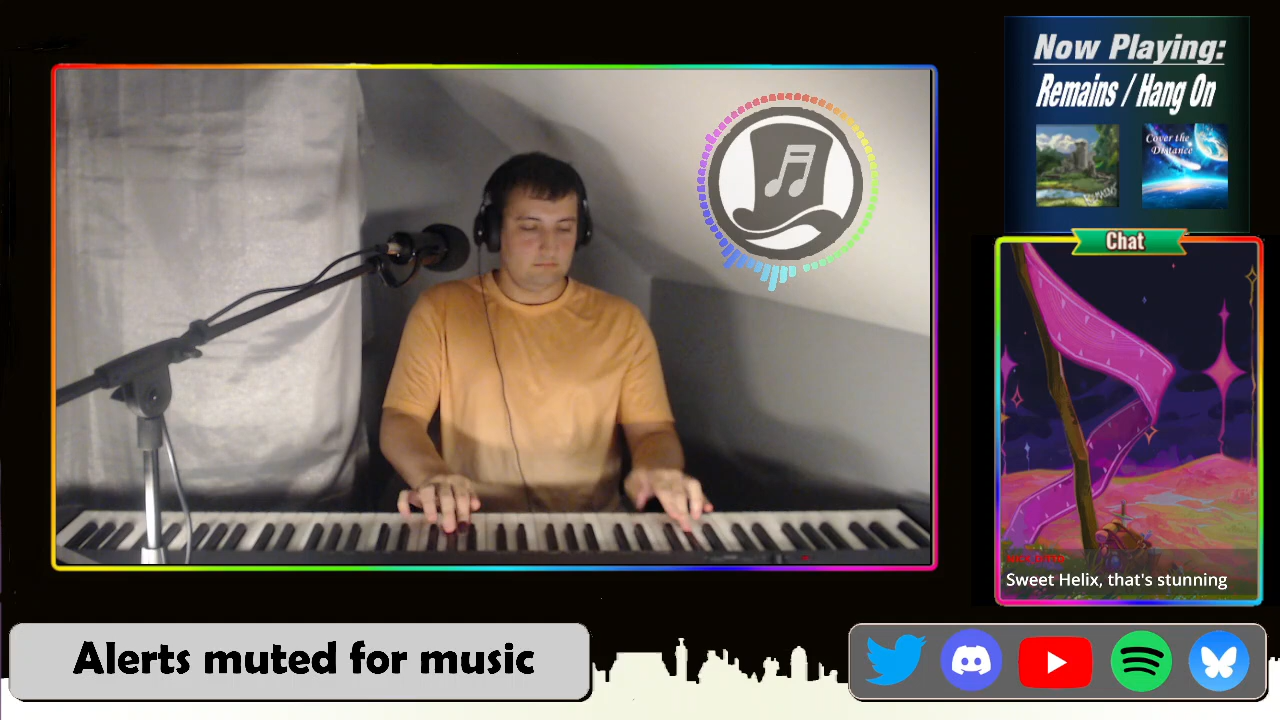 Now Playing:
Remains / Hang On
Cover the
Distance
Chat
Sweet Helix, that's stunning
Alerts muted for music